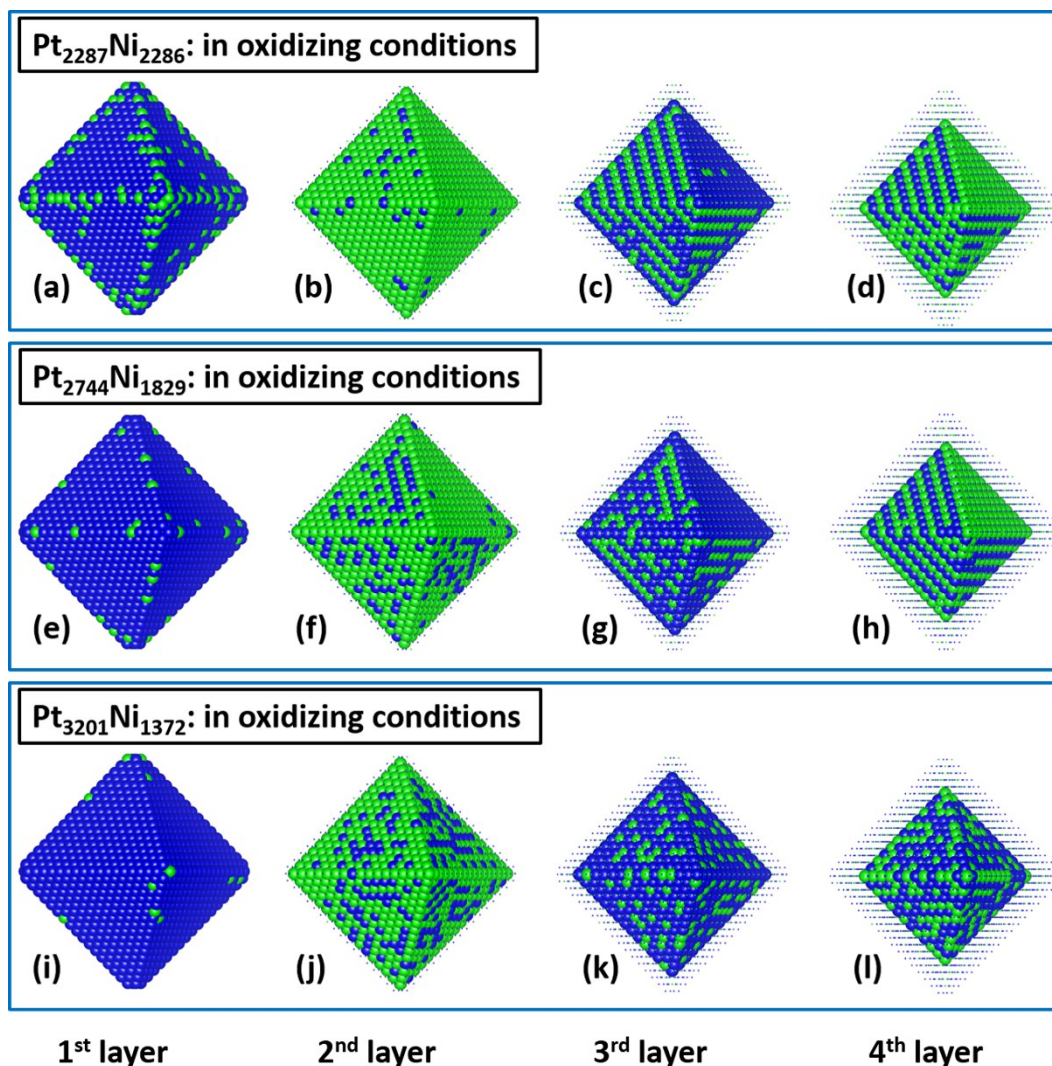 Pt₂₂₈₇Ni₂₂₈₆: in oxidizing conditions
(a) (b) (c) (d)
Pt₂₇₄₄Ni₁₈₂₉: in oxidizing conditions
(e) (f) (g) (h)
Pt₃₂₀₁Ni₁₃₇₂: in oxidizing conditions
(i) (j) (k) (l)
1ˢᵗ layer 2ⁿᵈ layer 3ʳᵈ layer 4ᵗʰ layer